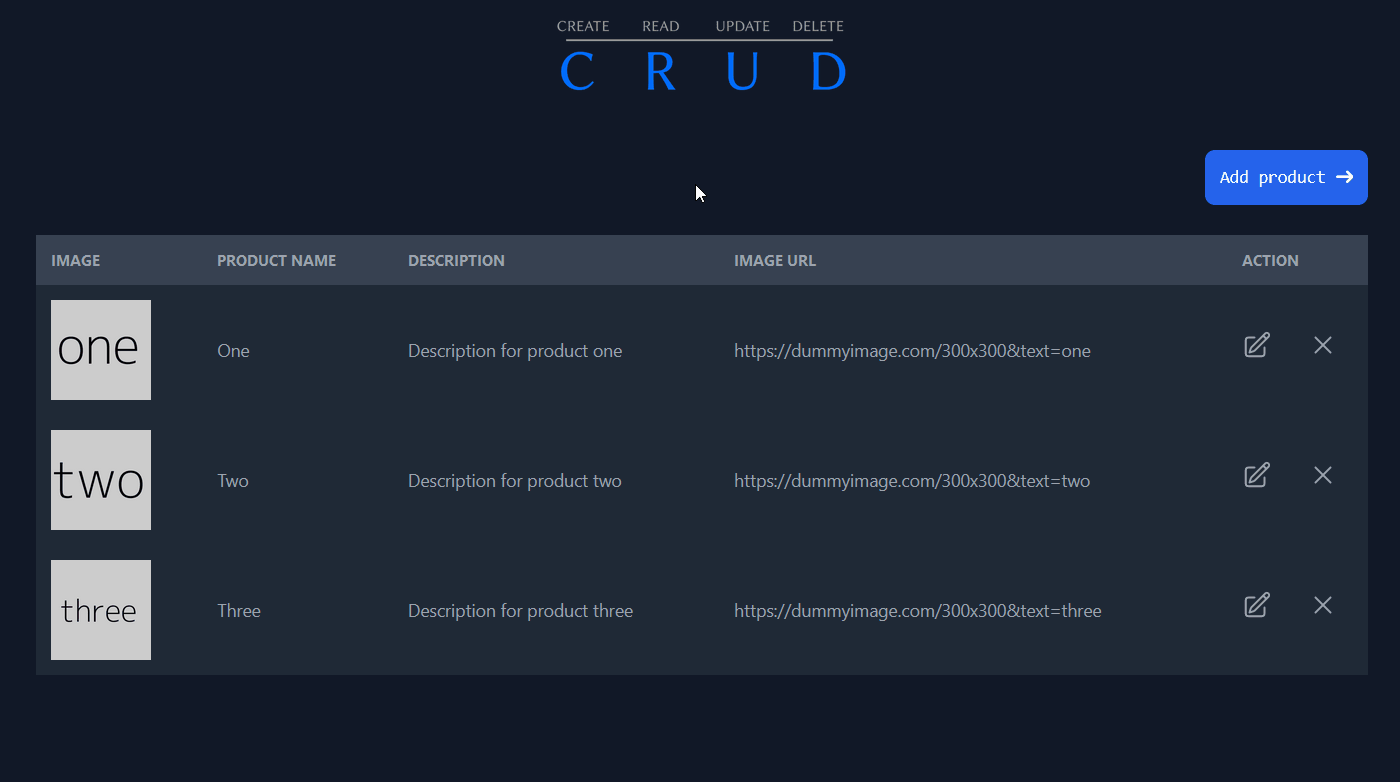 CREATE READ UPDATE DELETE
C R U D
Add product
IMAGE PRODUCT NAME DESCRIPTION IMAGE URL ACTION
one One Description for product one https://dummyimage.com/300x300&text=one
two Two Description for product two https://dummyimage.com/300x300&text=two
three Three Description for product three https://dummyimage.com/300x300&text=three